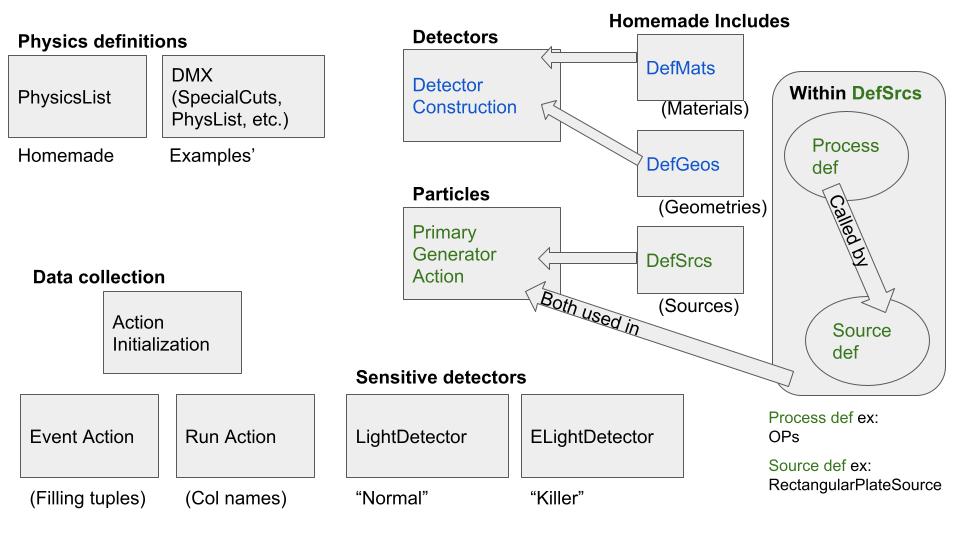 Physics definitions
PhysicsList
Homemade
DMX
(SpecialCuts,
PhysList, etc.)
Examples’
Detectors
Detector
Construction
Homemade Includes
DefMats
(Materials)
DefGeos
(Geometries)
Particles
Primary
Generator
Action
DefSrcs
(Sources)
Both used in
Within DefSrcs
Process
def
Called by
Source
def
Process def ex:
OPs
Source def ex:
RectangularPlateSource
Data collection
Action
Initialization
Event Action
(Filling tuples)
Run Action
(Col names)
Sensitive detectors
LightDetector
“Normal”
ELightDetector
“Killer”